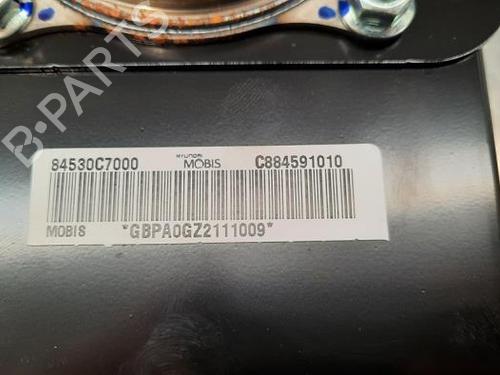 B-PARTS
84530C7000 HYUNDAI MOBIS C884591010
MOBIS *GBPA0GZ2111009*